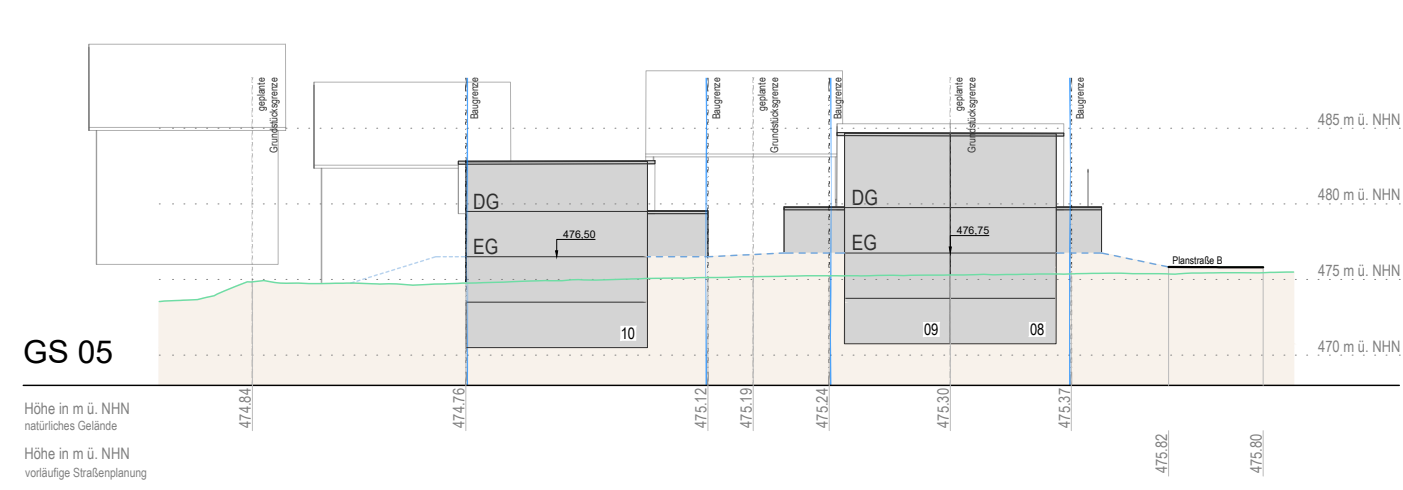 geplante
Grundstücksgrenze
Baugrenze
Baugrenze
geplante
Grundstücksgrenze
Baugrenze
geplante
Grundstücksgrenze
Baugrenze
485 m ü. NHN
DG
DG
480 m ü. NHN
476,50
476,75
EG
EG
Planstraße B
475 m ü. NHN
10
09
08
GS 05
470 m ü. NHN
Höhe in m ü. NHN
natürliches Gelände
474.84
474.76
475.12
475.19
475.24
475.30
475.37
Höhe in m ü. NHN
vorläufige Straßenplanung
475.82
475.80